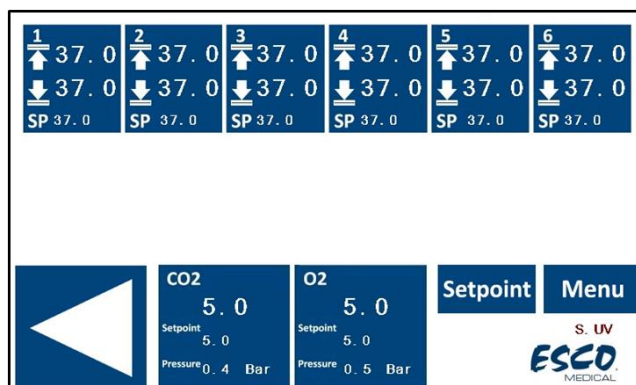 1 2 3 4 5 6
37.0 37.0 37.0 37.0 37.0 37.0
37.0 37.0 37.0 37.0 37.0 37.0
SP 37.0 SP 37.0 SP 37.0 SP 37.0 SP 37.0 SP 37.0
CO2
5.0
Setpoint
5.0
Pressure 0.4 Bar
O2
5.0
Setpoint
5.0
Pressure 0.5 Bar
Setpoint
Menu
S. UV
ESCO
MEDICAL